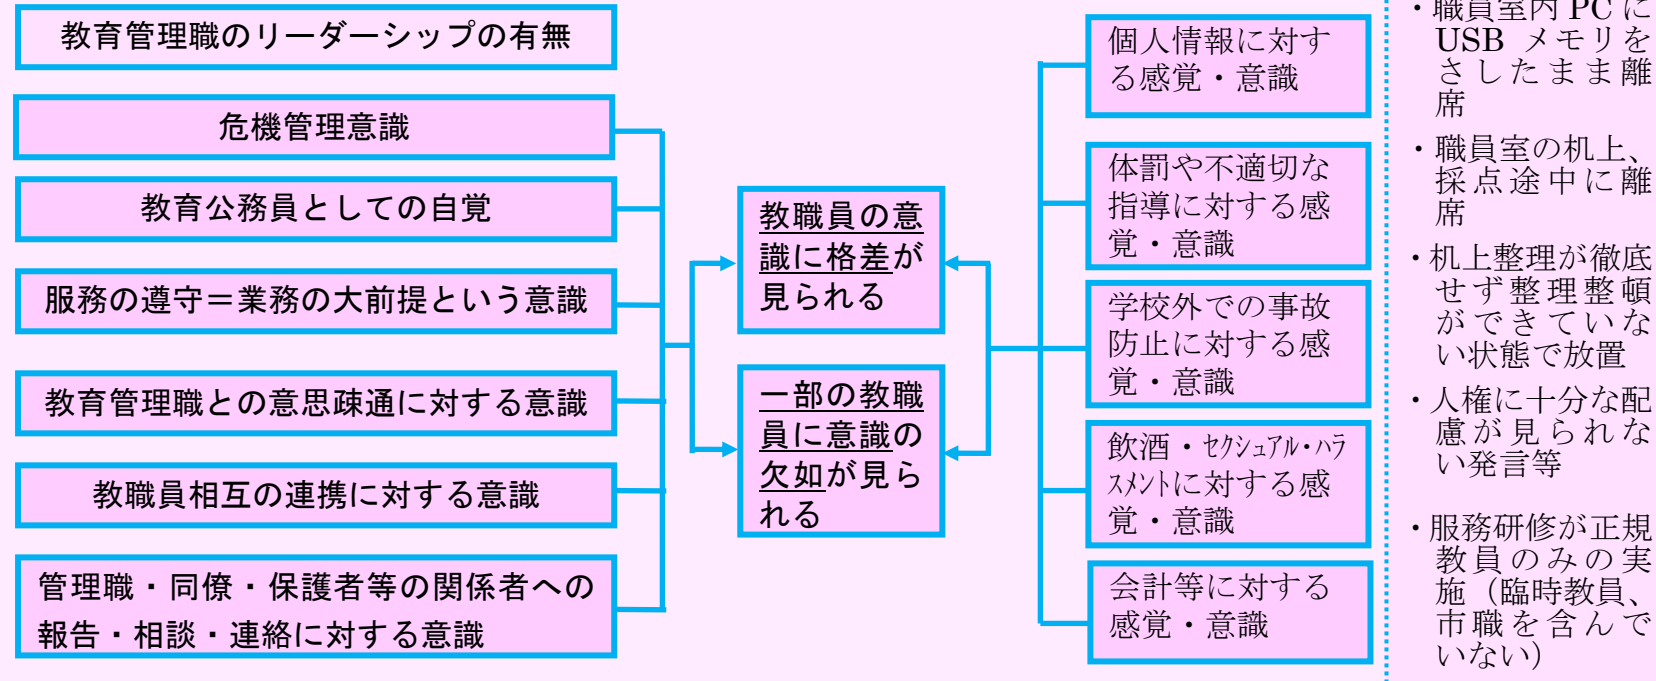 教育管理職のリーダーシップの有無
危機管理意識
教育公務員としての自覚
服務の遵守＝業務の大前提という意識
教育管理職との意思疎通に対する意識
教職員相互の連携に対する意識
管理職・同僚・保護者等の関係者への
報告・相談・連絡に対する意識
教職員の意
識に格差が
見られる
一部の教職
員に意識の
欠如が見ら
れる
個人情報に対す
る感覚・意識
体罰や不適切な
指導に対する感
覚・意識
学校外での事故
防止に対する感
覚・意識
飲酒・セクシュアル・ハラ
スメントに対する感
覚・意識
会計等に対する
感覚・意識
・職員室内 PC に
USB メモリを
さしたまま離
席
・職員室の机上、
採点途中に離
席
・机上整理が徹底
せず整理整頓
ができていな
い状態で放置
・人権に十分な配
慮が見られな
い発言等
・服務研修が正規
教員のみの実
施（臨時教員、
市職を含んで
いない）